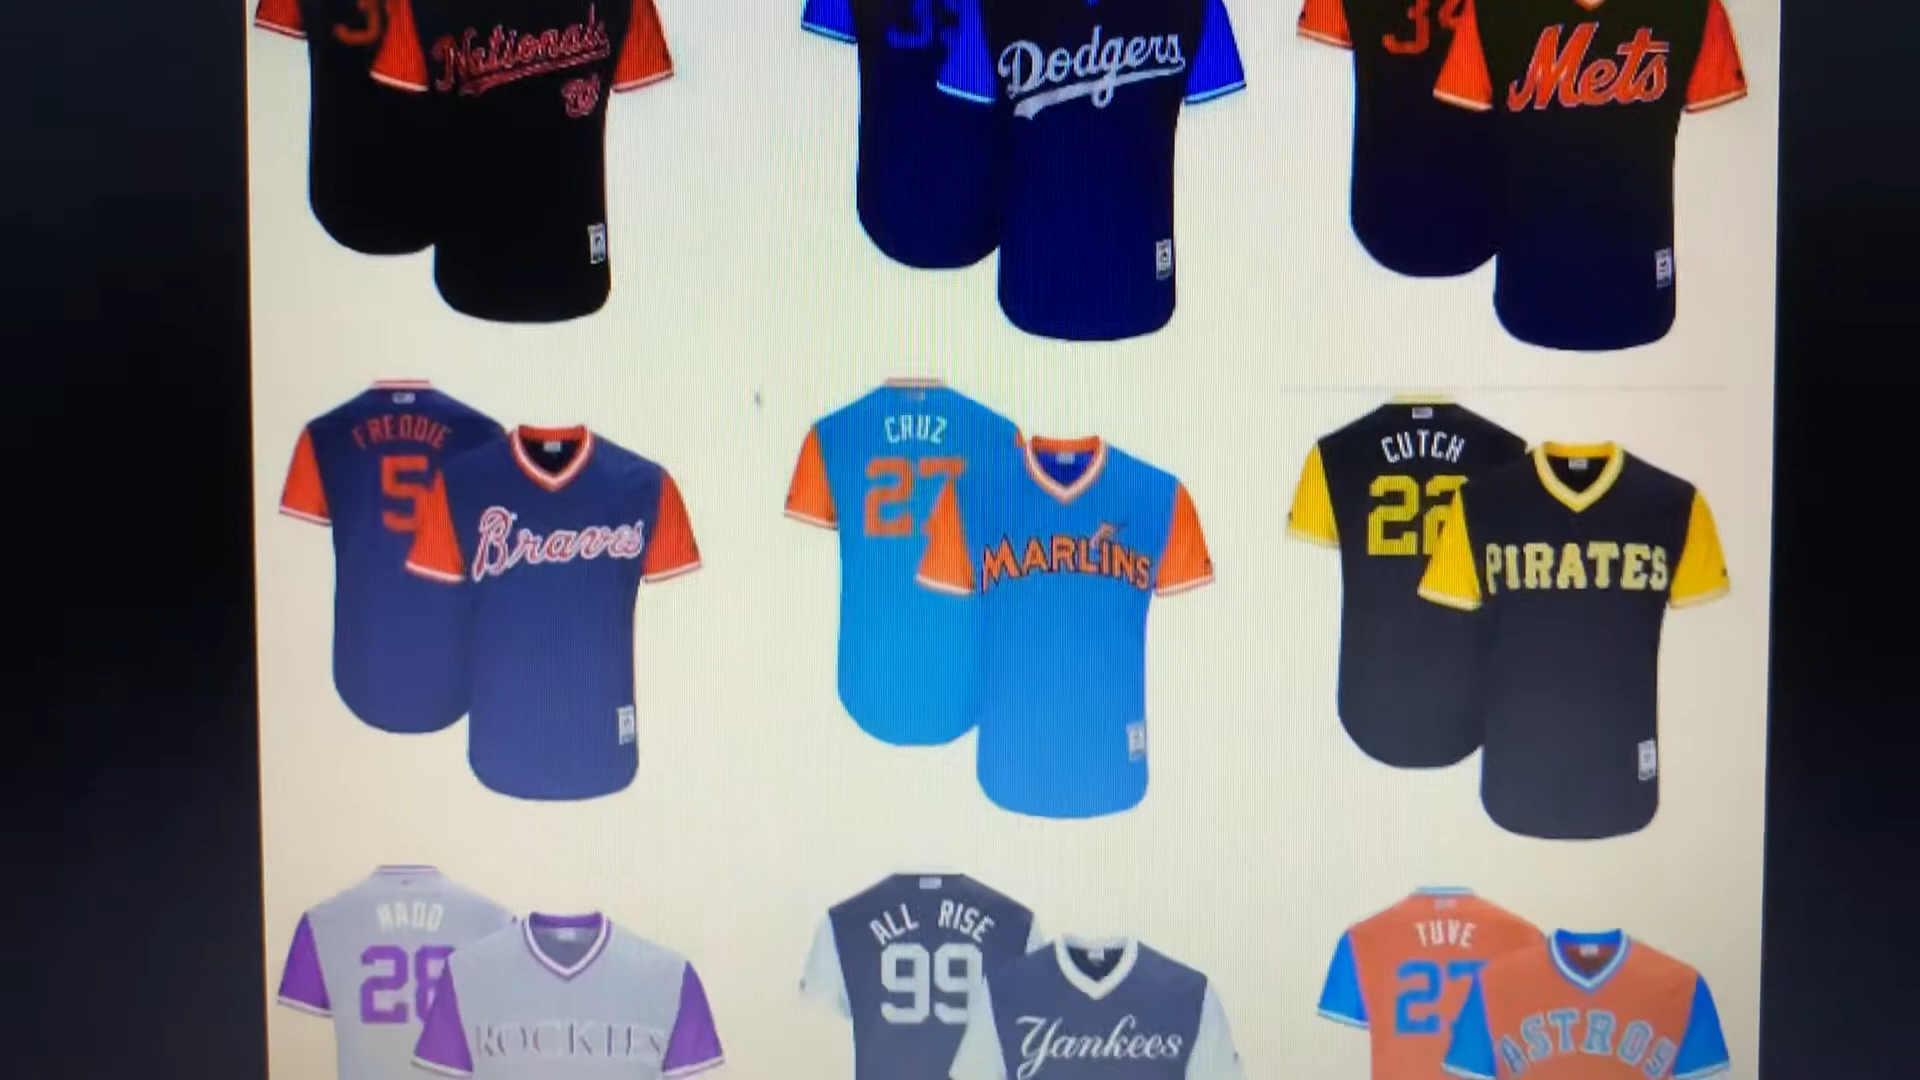 Nationals
Dodgers
Mets
FREDDIE
5
Braves
CRUZ
27
MARLINS
CUTCH
22
PIRATES
NADO
28
ROCKIES
ALL RISE
99
Yankees
TUVE
27
ASTROS